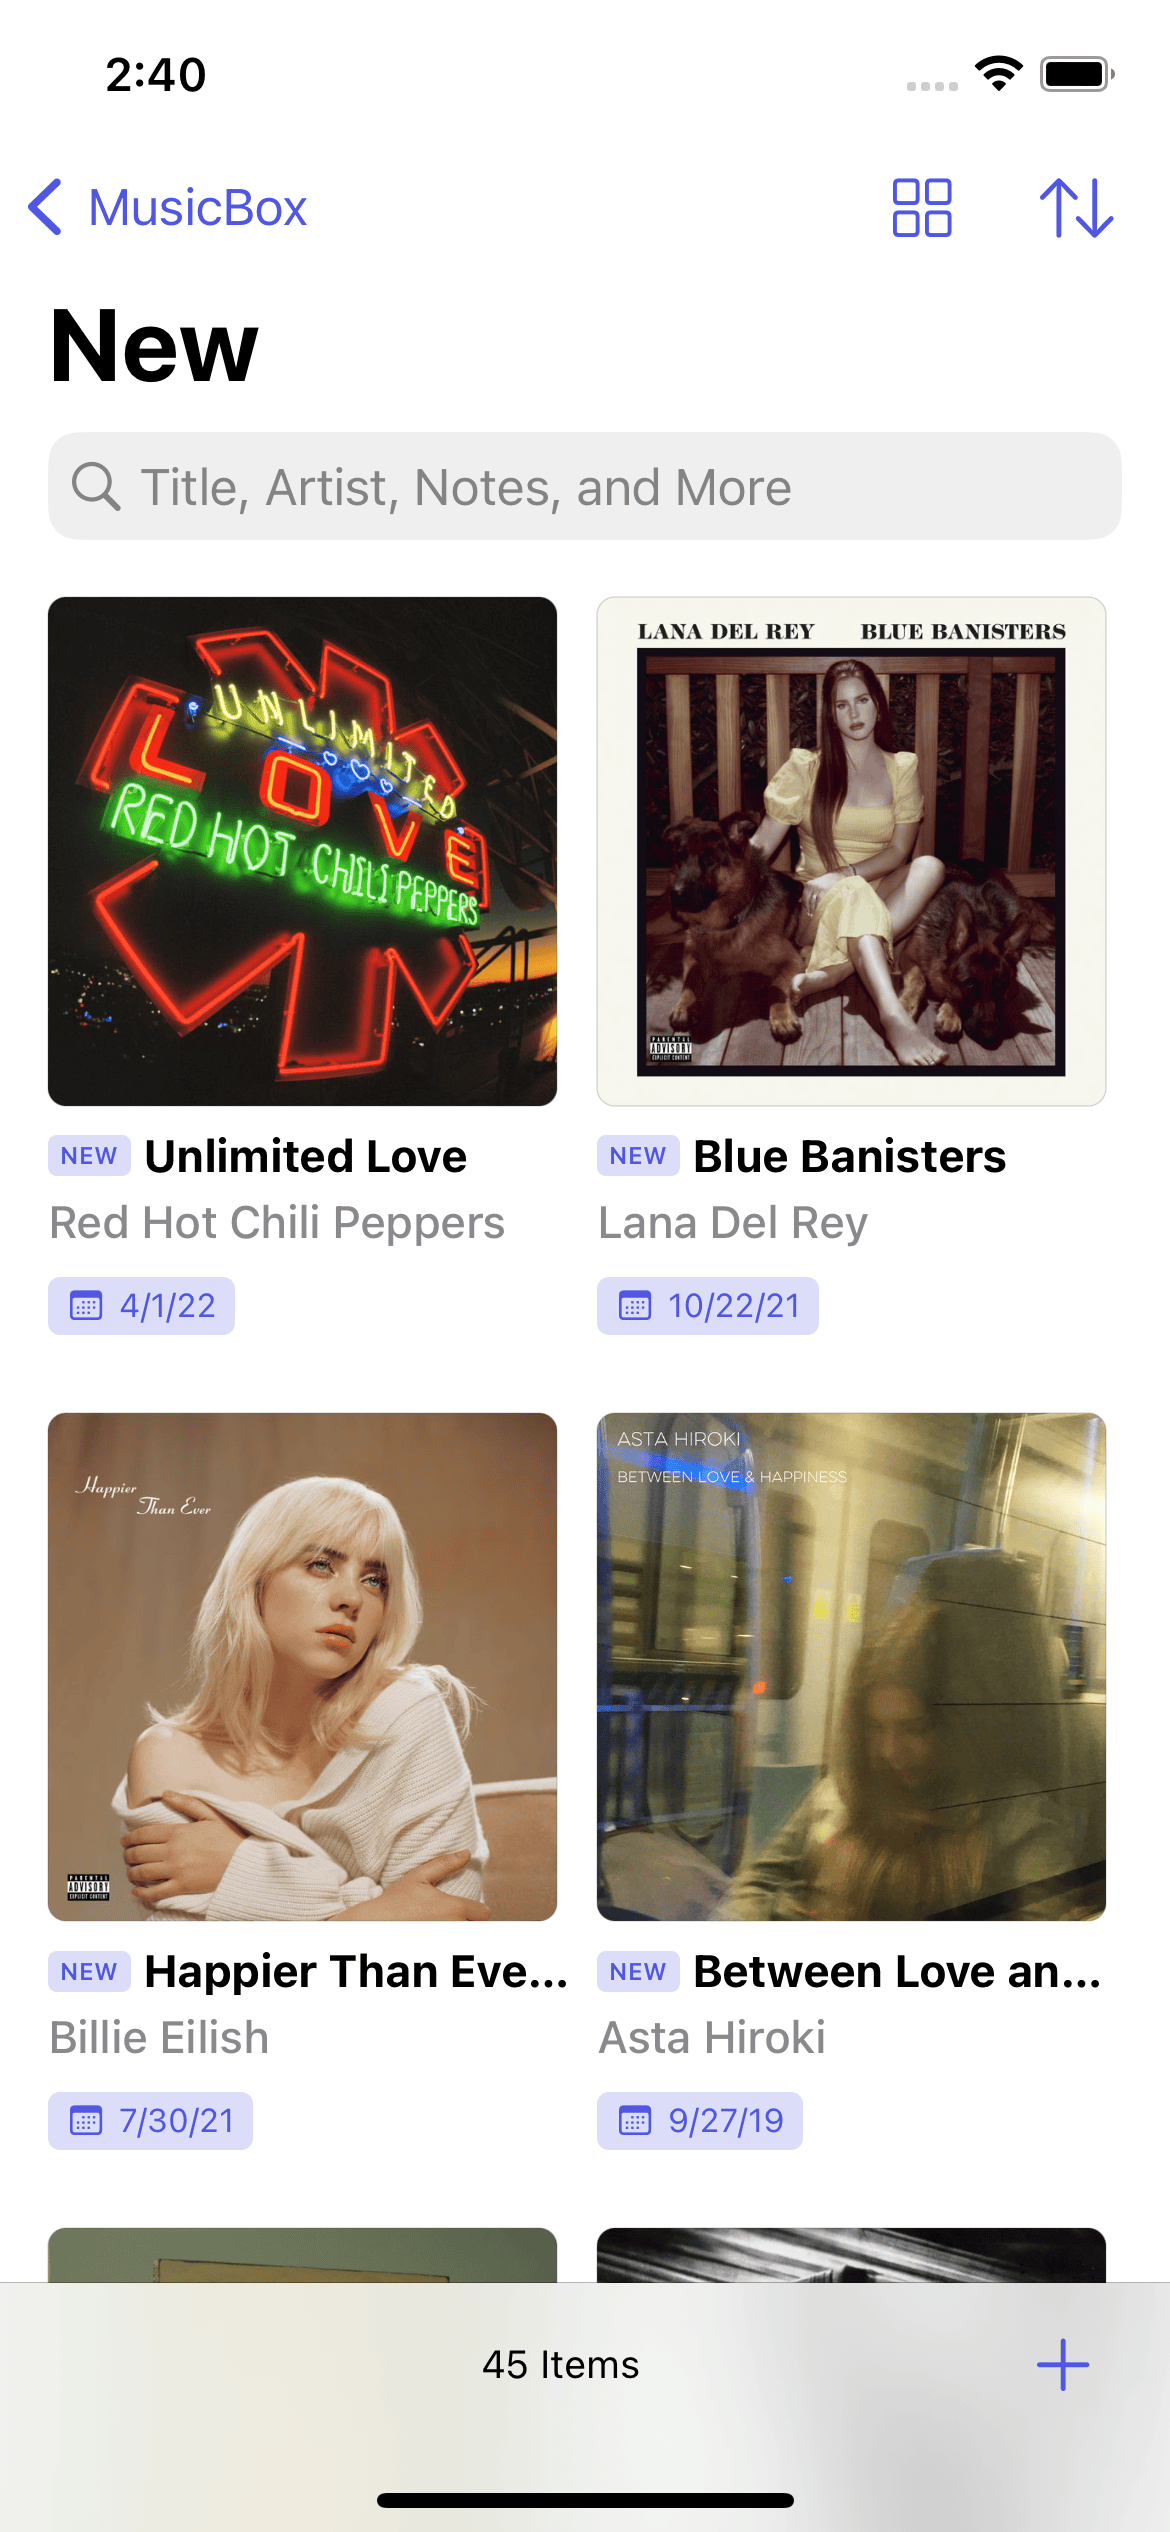 2:40
MusicBox
New
Title, Artist, Notes, and More
UNLIMITED
LOVE
RED HOT CHILI PEPPERS
LANA DEL REY BLUE BANISTERS
PARENTAL
ADVISORY
EXPLICIT CONTENT
NEW Unlimited Love
Red Hot Chili Peppers
4/1/22
NEW Blue Banisters
Lana Del Rey
10/22/21
Happier
Than Ever
PARENTAL
ADVISORY
EXPLICIT CONTENT
ASTA HIROKI
BETWEEN LOVE & HAPPINESS
NEW Happier Than Eve...
Billie Eilish
7/30/21
NEW Between Love an...
Asta Hiroki
9/27/19
45 Items